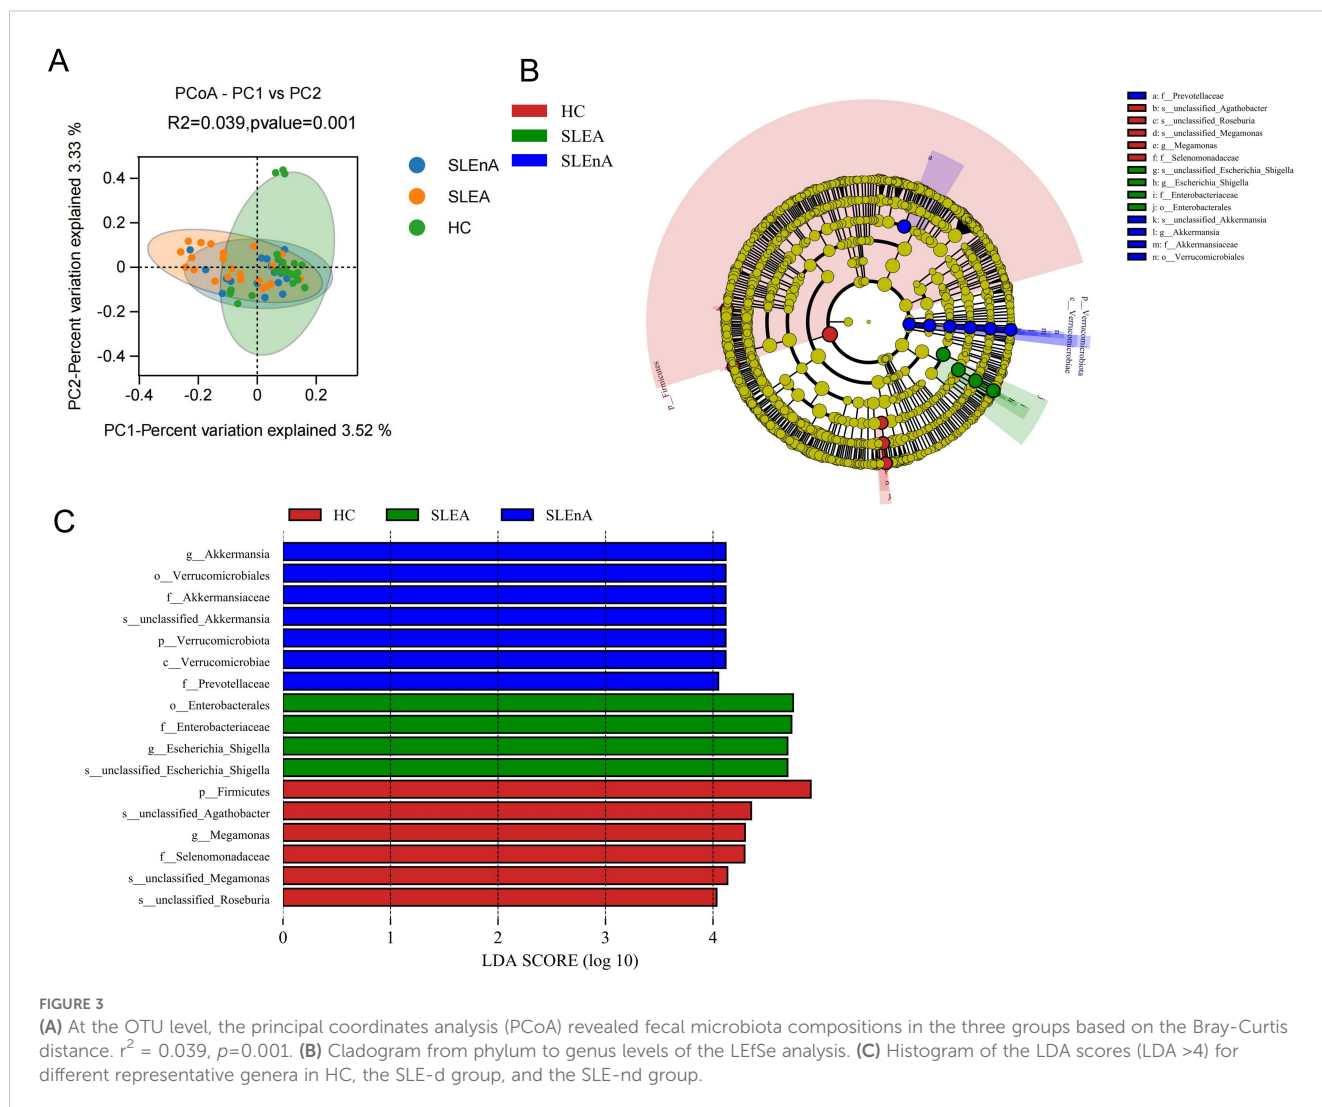 A
PCoA - PC1 vs PC2
R2=0.039,pvalue=0.001
PC2-Percent variation explained 3.33 %
0.4
0.2
0
-0.2
-0.4
-0.4
-0.2
0
0.2
PC1-Percent variation explained 3.52 %
SLEnA
SLEA
HC
B
HC
SLEA
SLEnA
a
p__Firmicutes
p__Verrucomicrobiota
c__Verrucomicrobiae
m
n
a: f__Prevotellaceae
b: s__unclassified_Agathobacter
c: s__unclassified_Roseburia
d: s__unclassified_Megamonas
e: g__Megamonas
f: f__Selenomonadaceae
g: s__unclassified_Escherichia_Shigella
h: g__Escherichia_Shigella
i: f__Enterobacteriaceae
j: o__Enterobacterales
k: s__unclassified_Akkermansia
l: g__Akkermansia
m: f__Akkermansiaceae
n: o__Verrucomicrobiales
C
HC
SLEA
SLEnA
g__Akkermansia
o__Verrucomicrobiales
f__Akkermansiaceae
s__unclassified_Akkermansia
p__Verrucomicrobiota
c__Verrucomicrobiae
f__Prevotellaceae
o__Enterobacterales
f__Enterobacteriaceae
g__Escherichia_Shigella
s__unclassified_Escherichia_Shigella
p__Firmicutes
s__unclassified_Agathobacter
g__Megamonas
f__Selenomonadaceae
s__unclassified_Megamonas
s__unclassified_Roseburia
0
1
2
3
4
LDA SCORE (log 10)
FIGURE 3
(A) At the OTU level, the principal coordinates analysis (PCoA) revealed fecal microbiota compositions in the three groups based on the Bray-Curtis
distance. r² = 0.039, p=0.001. (B) Cladogram from phylum to genus levels of the LEfSe analysis. (C) Histogram of the LDA scores (LDA >4) for
different representative genera in HC, the SLE-d group, and the SLE-nd group.